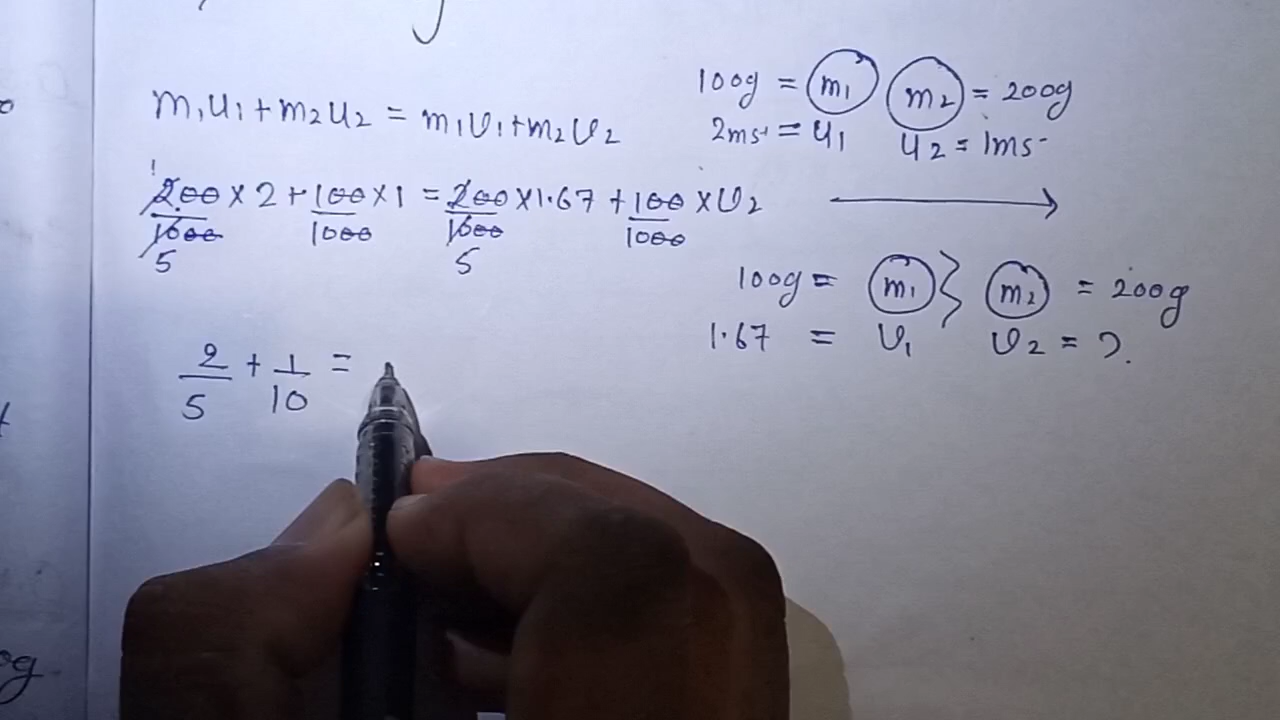 m₁u₁ + m₂u₂ = m₁v₁ + m₂v₂
100g = m₁ m₂ = 200g
2ms⁻¹ = u₁ u₂ = 1ms⁻
1
200 × 2 + 100 × 1 = 200 × 1.67 + 100 × v₂
1000 1000 1000 1000
5 5
100g = m₁ m₂ = 200g
1.67 = v₁ v₂ = ?
2/5 + 1/10 =
g